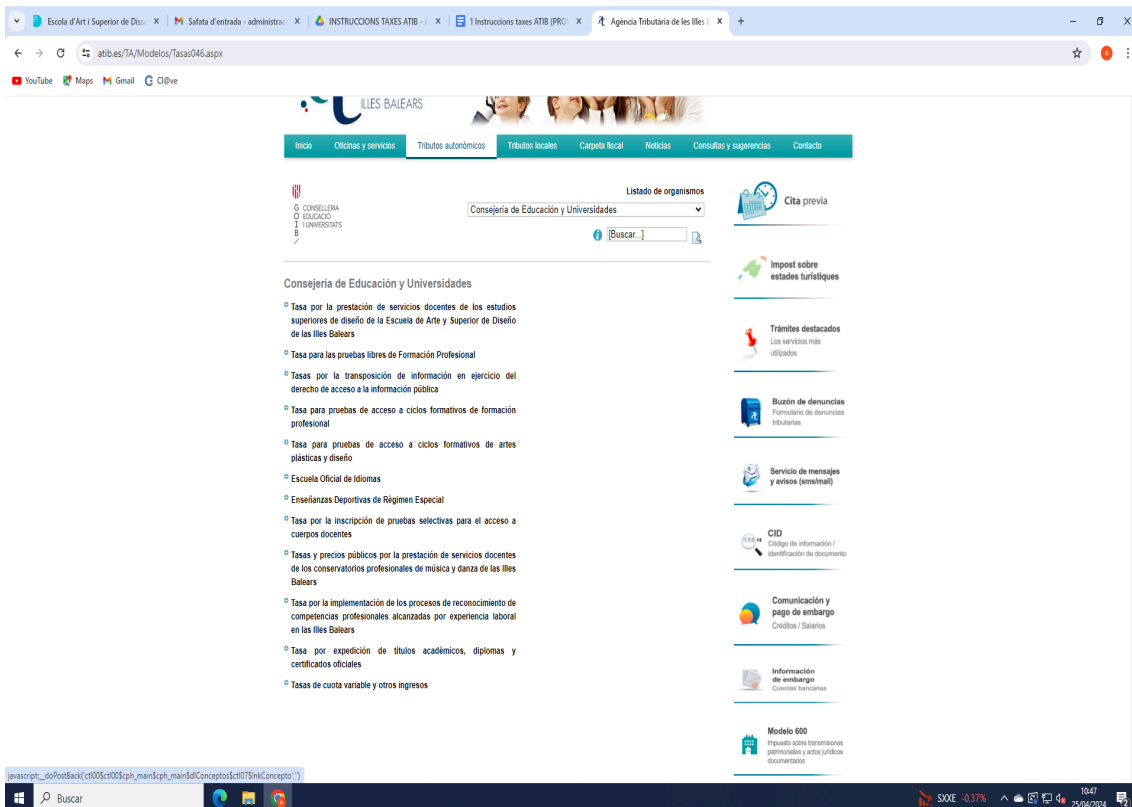 Escola d'Art i Superior de Diss
Safata d'entrada - administrac
INSTRUCCIONS TAXES ATIB - A
1 Instruccions taxes ATIB (PROV
Agència Tributària de les Illes E
atib.es/TA/Modelos/Tasas046.aspx
YouTube
Maps
Gmail
Cl@ve
ILLES BALEARS
Inicio
Oficinas y servicios
Tributos autonómicos
Tributos locales
Carpeta fiscal
Noticias
Consultas y sugerencias
Contacto
G CONSELLERIA
O EDUCACIÓ
I I UNIVERSITATS
B
/
Listado de organismos
Consejería de Educación y Universidades
[Buscar...]
Consejería de Educación y Universidades
Tasa por la prestación de servicios docentes de los estudios
superiores de diseño de la Escuela de Arte y Superior de Diseño
de las Illes Balears
Tasa para las pruebas libres de Formación Profesional
Tasas por la transposición de información en ejercicio del
derecho de acceso a la información pública
Tasa para pruebas de acceso a ciclos formativos de formación
profesional
Tasa para pruebas de acceso a ciclos formativos de artes
plásticas y diseño
Escuela Oficial de Idiomas
Enseñanzas Deportivas de Régimen Especial
Tasa por la inscripción de pruebas selectivas para el acceso a
cuerpos docentes
Tasas y precios públicos por la prestación de servicios docentes
de los conservatorios profesionales de música y danza de las Illes
Balears
Tasa por la implementación de los procesos de reconocimiento de
competencias profesionales alcanzadas por experiencia laboral
en las Illes Balears
Tasa por expedición de títulos académicos, diplomas y
certificados oficiales
Tasas de cuota variable y otros ingresos
Cita previa
Impost sobre
estades turístiques
Trámites destacados
Los servicios más
utilizados
Buzón de denuncias
Formulario de denuncias
tributarias
Servicio de mensajes
y avisos (sms/mail)
CID
Código de información /
identificación de documento
Comunicación y
pago de embargo
Créditos / Salarios
Información
de embargo
Cuentas bancarias
Modelo 600
Impuesto sobre transmisiones
patrimoniales y actos jurídicos
documentados
javascript:__doPostBack('ctl00$ctl00$cph_main$cph_main$dlConceptos$ctl07$lnkConcepto','')
Buscar
SXXE -0,37%
10:47
25/04/2024